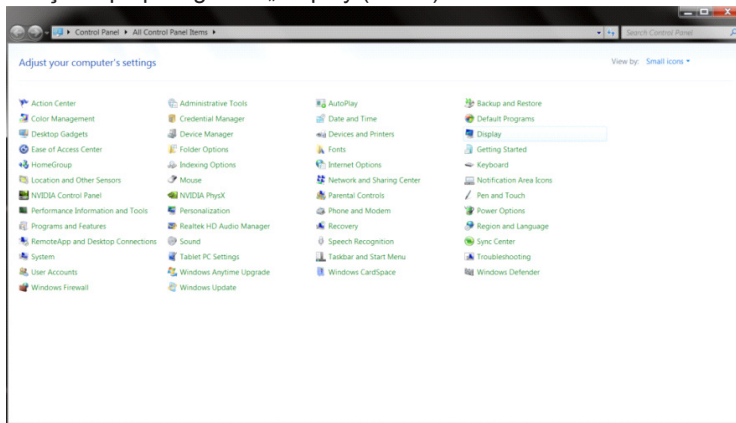 Control Panel ▸ All Control Panel Items ▸
Search Control Panel
Adjust your computer's settings
View by: Small icons
Action Center
Administrative Tools
AutoPlay
Backup and Restore
Color Management
Credential Manager
Date and Time
Default Programs
Desktop Gadgets
Device Manager
Devices and Printers
Display
Ease of Access Center
Folder Options
Fonts
Getting Started
HomeGroup
Indexing Options
Internet Options
Keyboard
Location and Other Sensors
Mouse
Network and Sharing Center
Notification Area Icons
NVIDIA Control Panel
NVIDIA PhysX
Parental Controls
Pen and Touch
Performance Information and Tools
Personalization
Phone and Modem
Power Options
Programs and Features
Realtek HD Audio Manager
Recovery
Region and Language
RemoteApp and Desktop Connections
Sound
Speech Recognition
Sync Center
System
Tablet PC Settings
Taskbar and Start Menu
Troubleshooting
User Accounts
Windows Anytime Upgrade
Windows CardSpace
Windows Defender
Windows Firewall
Windows Update